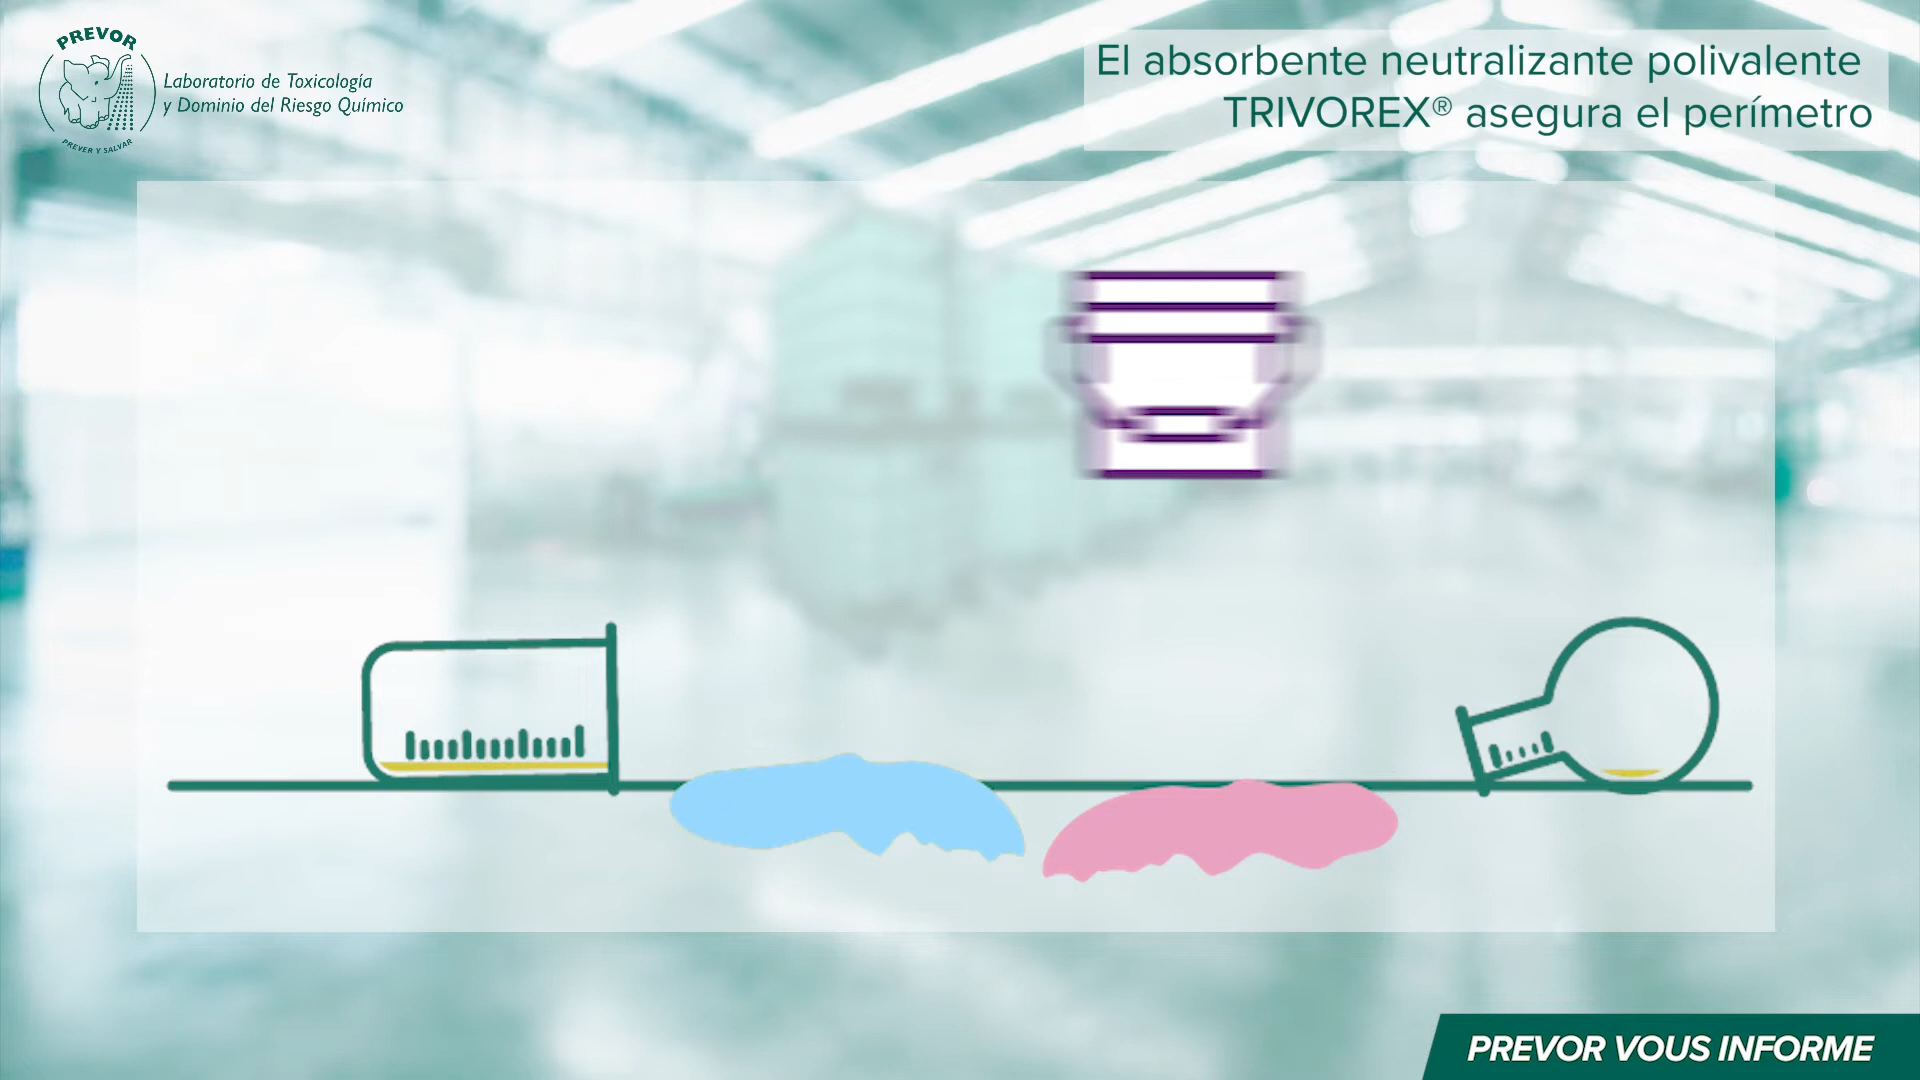 PREVOR
Laboratorio de Toxicología
y Dominio del Riesgo Químico
PREVER Y SALVAR
El absorbente neutralizante polivalente
TRIVOREX® asegura el perímetro
PREVOR VOUS INFORME